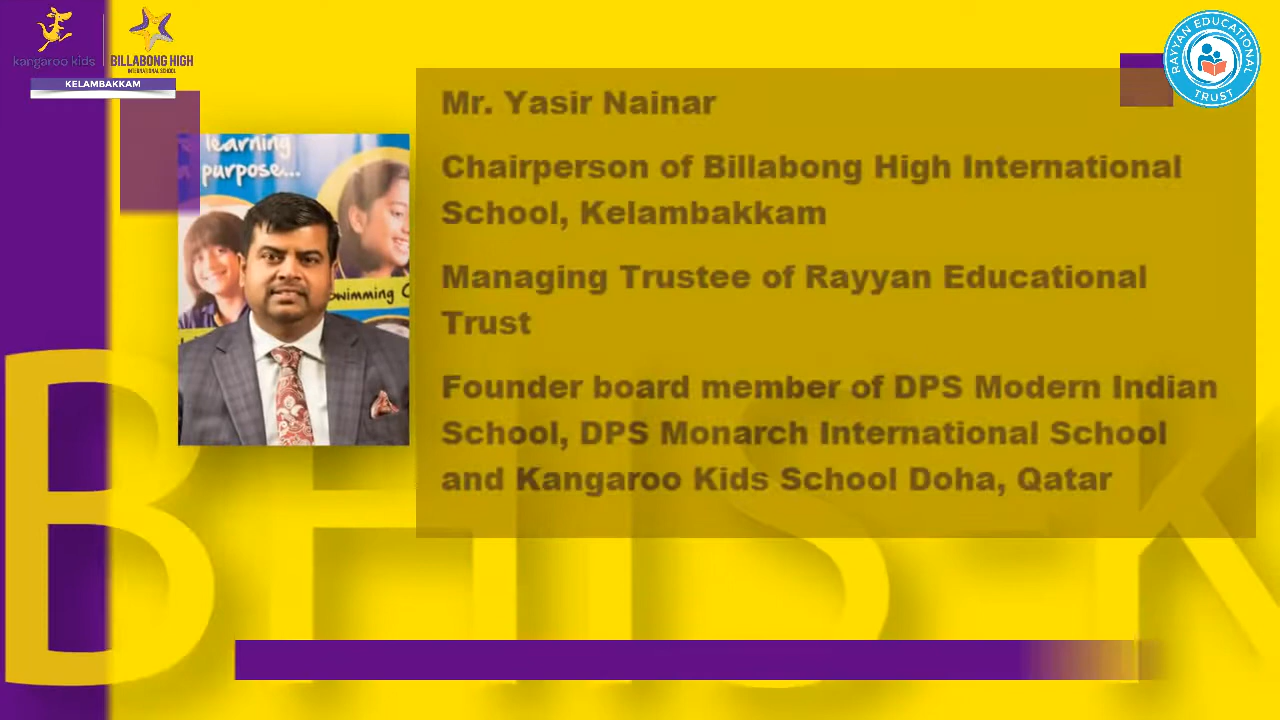 kangaroo kids
BILLABONG HIGH
INTERNATIONAL SCHOOL
KELAMBAKKAM
RAYYAN EDUCATIONAL
TRUST
learning
purpose...
Swimming C
Mr. Yasir Nainar
Chairperson of Billabong High International
School, Kelambakkam
Managing Trustee of Rayyan Educational
Trust
Founder board member of DPS Modern Indian
School, DPS Monarch International School
and Kangaroo Kids School Doha, Qatar
BHIS-K